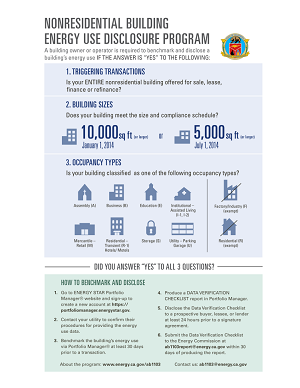 NONRESIDENTIAL BUILDING
ENERGY USE DISCLOSURE PROGRAM
A building owner or operator is required to benchmark and disclose a
building's energy use IF THE ANSWER IS "YES" TO THE FOLLOWING:
1. TRIGGERING TRANSACTIONS
Is your ENTIRE nonresidential building offered for sale, lease,
finance or refinance?
2. BUILDING SIZES
Does your building meet the size and compliance schedule?
10,000 sq ft (or larger)
January 1, 2014
or
5,000 sq ft (or larger)
July 1, 2014
3. OCCUPANCY TYPES
Is your building classified as one of the following occupancy types?
Assembly (A)
Business (B)
Education (E)
Institutional –
Assisted Living
(I-1, I-2)
Factory/Industry (F)
(exempt)
Mercantile –
Retail (M)
Residential –
Transient (R-1)
Hotels/ Motels
Storage (S)
Utility - Parking
Garage (U)
Residential (R)
(exempt)
DID YOU ANSWER "YES" TO ALL 3 QUESTIONS?
HOW TO BENCHMARK AND DISCLOSE
1. Go to ENERGY STAR Portfolio
Manager® website and sign-up to
create a new account at https://
portfoliomanager.energystar.gov.
2. Contact your utility to confirm their
procedures for providing the energy
use data.
3. Benchmark the building's energy use
via Portfolio Manager® at least 30 days
prior to a transaction.
4. Produce a DATA VERIFICATION
CHECKLIST report in Portfolio Manager.
5. Disclose the Data Verification Checklist
to a prospective buyer, lessee, or lender
at least 24 hours prior to a signature
agreement.
6. Submit the Data Verification Checklist
to the Energy Commission at
ab1103report@energy.ca.gov within 30
days of producing the report.
About the program: www.energy.ca.gov/ab1103
Contact us: ab1103@energy.ca.gov